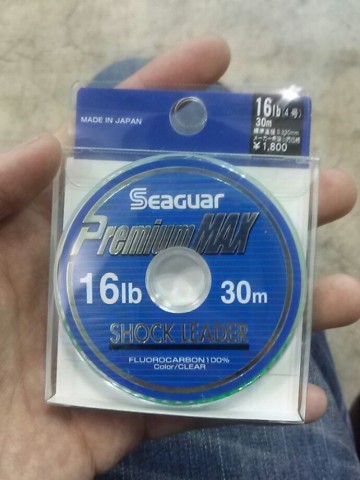 MADE IN JAPAN
16lb(4号)
30m
¥1,800
Seaguar
Premium MAX
16lb 30m
SHOCK LEADER
FLUOROCARBON100%
Color/CLEAR